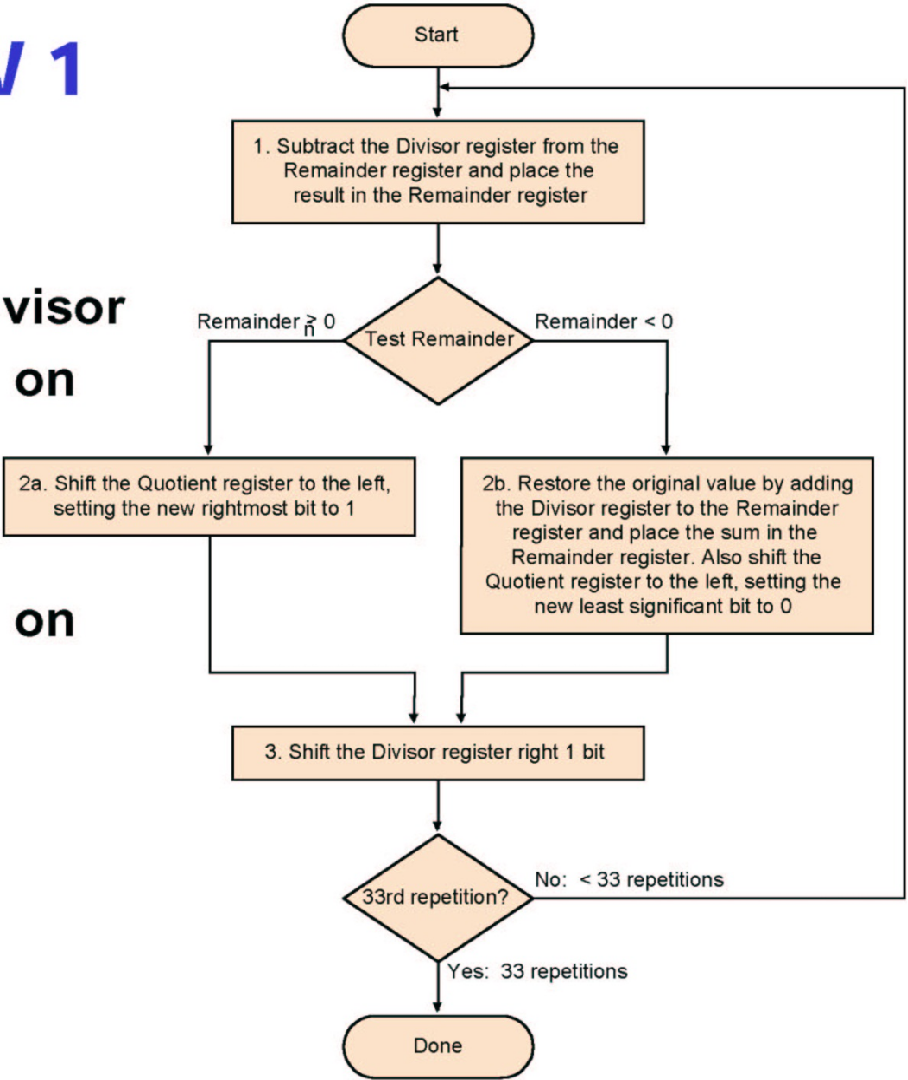 V 1
Start
1. Subtract the Divisor register from the
Remainder register and place the
result in the Remainder register
visor
on
Remainder ≥ 0
n
Test Remainder
Remainder < 0
2a. Shift the Quotient register to the left,
setting the new rightmost bit to 1
2b. Restore the original value by adding
the Divisor register to the Remainder
register and place the sum in the
Remainder register. Also shift the
Quotient register to the left, setting the
new least significant bit to 0
on
3. Shift the Divisor register right 1 bit
33rd repetition?
No: < 33 repetitions
Yes: 33 repetitions
Done